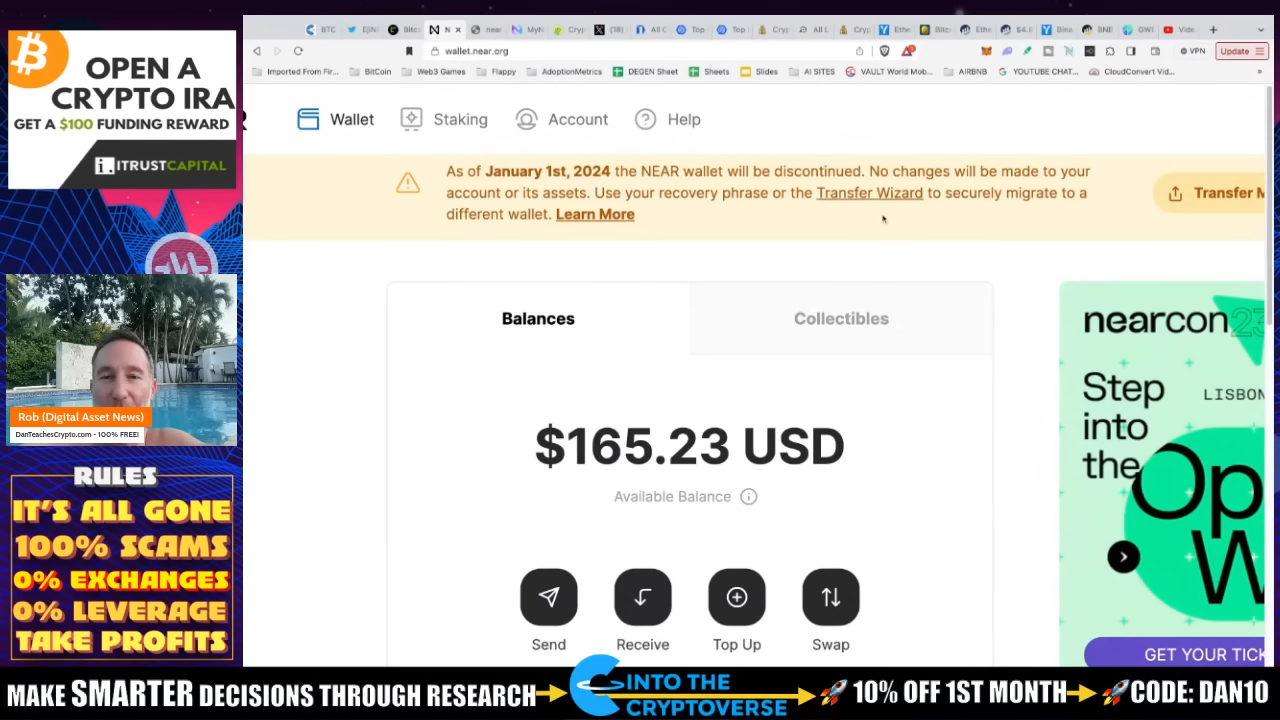 OPEN A
CRYPTO IRA
GET A $100 FUNDING REWARD
i. ITRUSTCAPITAL
Rob (Digital Asset News)
DanTeachesCrypto.com - 100% FREE!
RULES
IT'S ALL GONE
100% SCAMS
0% EXCHANGES
0% LEVERAGE
TAKE PROFITS
BTC
wallet.near.org
VPN
Update
Imported From Fir...
BitCoin
Web3 Games
Flappy
AdoptionMetrics
DEGEN Sheet
Sheets
Slides
AI SITES
VAULT World Mob...
AIRBNB
YOUTUBE CHAT...
CloudConvert Vid...
Wallet
Staking
Account
Help
As of January 1st, 2024 the NEAR wallet will be discontinued. No changes will be made to your
account or its assets. Use your recovery phrase or the Transfer Wizard to securely migrate to a
different wallet. Learn More
Transfer M
Balances
Collectibles
$165.23 USD
Available Balance
Send
Receive
Top Up
Swap
nearcon23
Step
into
the
LISBON
Op
W
GET YOUR TICK
MAKE SMARTER DECISIONS THROUGH RESEARCH
INTO THE
CRYPTOVERSE
10% OFF 1ST MONTH
CODE: DAN10